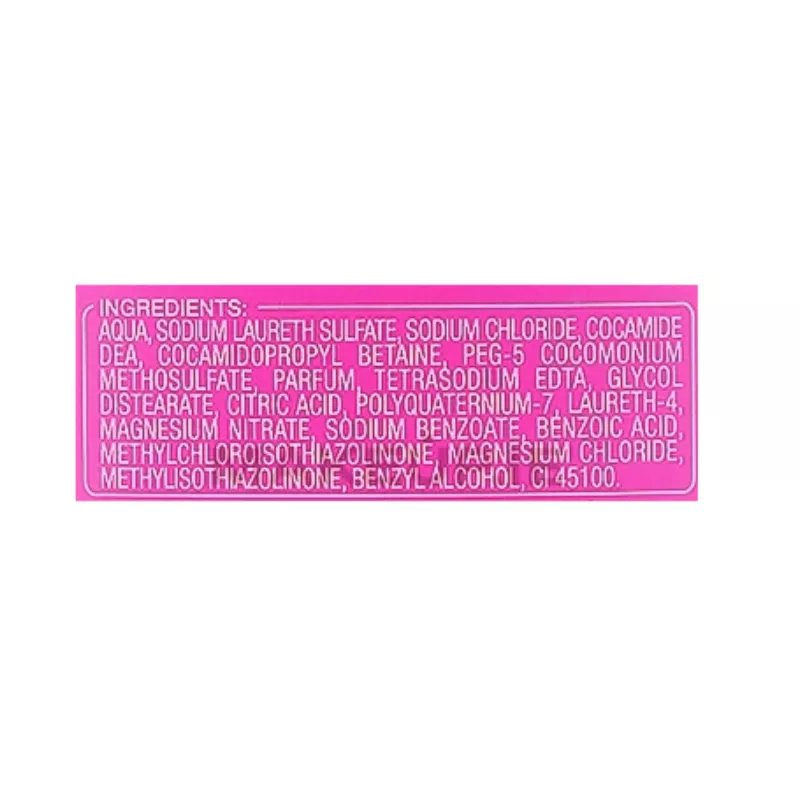 INGREDIENTS:
AQUA, SODIUM LAURETH SULFATE, SODIUM CHLORIDE, COCAMIDE
DEA, COCAMIDOPROPYL BETAINE, PEG-5 COCOMONIUM
METHOSULFATE, PARFUM, TETRASODIUM EDTA, GLYCOL
DISTEARATE, CITRIC ACID, POLYQUATERNIUM-7, LAURETH-4,
MAGNESIUM NITRATE, SODIUM BENZOATE, BENZOIC ACID,
METHYLCHLOROISOTHIAZOLINONE, MAGNESIUM CHLORIDE,
METHYLISOTHIAZOLINONE, BENZYL ALCOHOL, CI 45100.